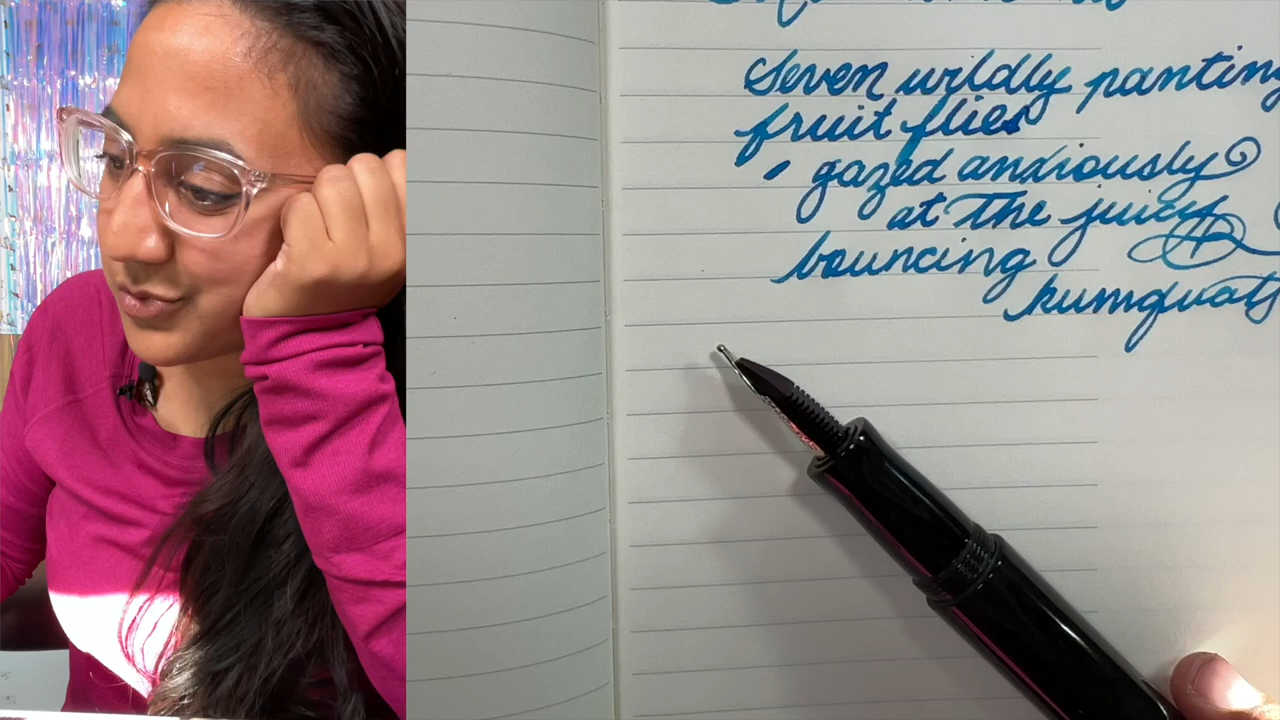 Seven wildly panting
fruit flies
gazed anxiously
at the juicy
bouncing
kumquats